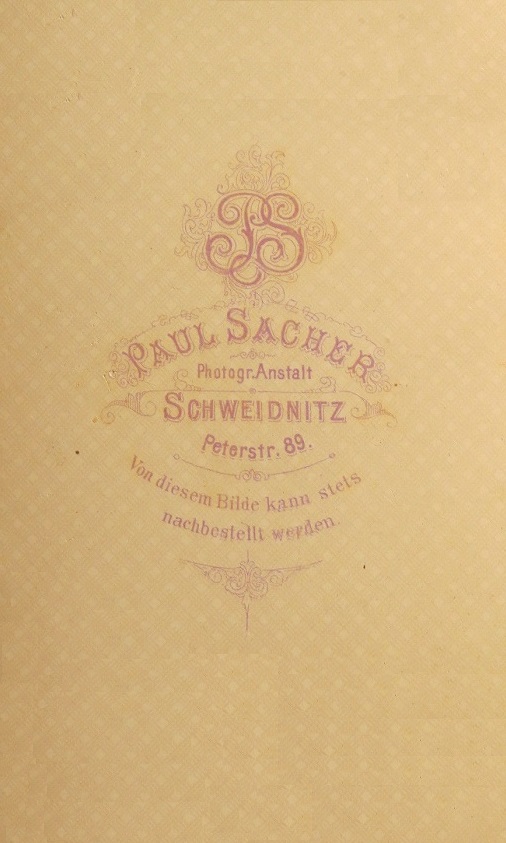 PS
PAUL SACHER
Photogr. Anstalt
SCHWEIDNITZ
Peterstr. 89.
Von diesem Bilde kann stets
nachbestellt werden.